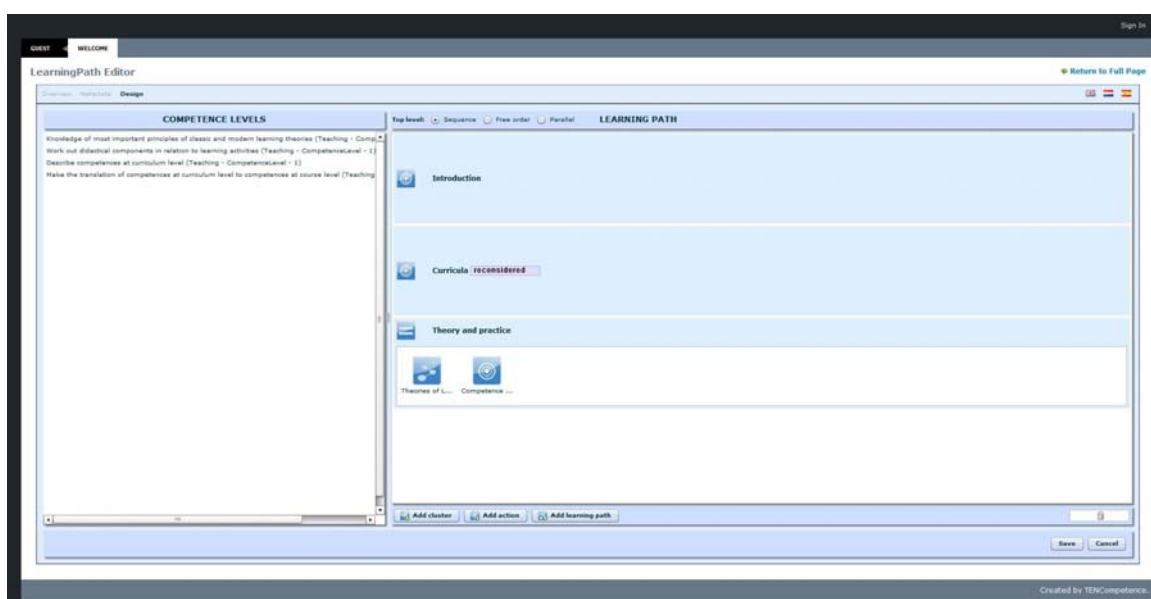 Sign In
GUEST WELCOME
LearningPath Editor
Return to Full Page
Overview Metadata Design
COMPETENCE LEVELS
Top level: Sequence Free order Parallel LEARNING PATH
Knowledge of most important principles of classic and modern learning theories (Teaching - Comp
Work out didactical components in relation to learning activities (Teaching - CompetenceLevel - 1)
Describe competences at curriculum level (Teaching - CompetenceLevel - 1)
Make the translation of competences at curriculum level to competences at course level (Teaching
Introduction
Curricula reconsidered
Theory and practice
Theories of L... Competence ...
Add cluster Add action Add learning path
Save Cancel
Created by TENCompetence.